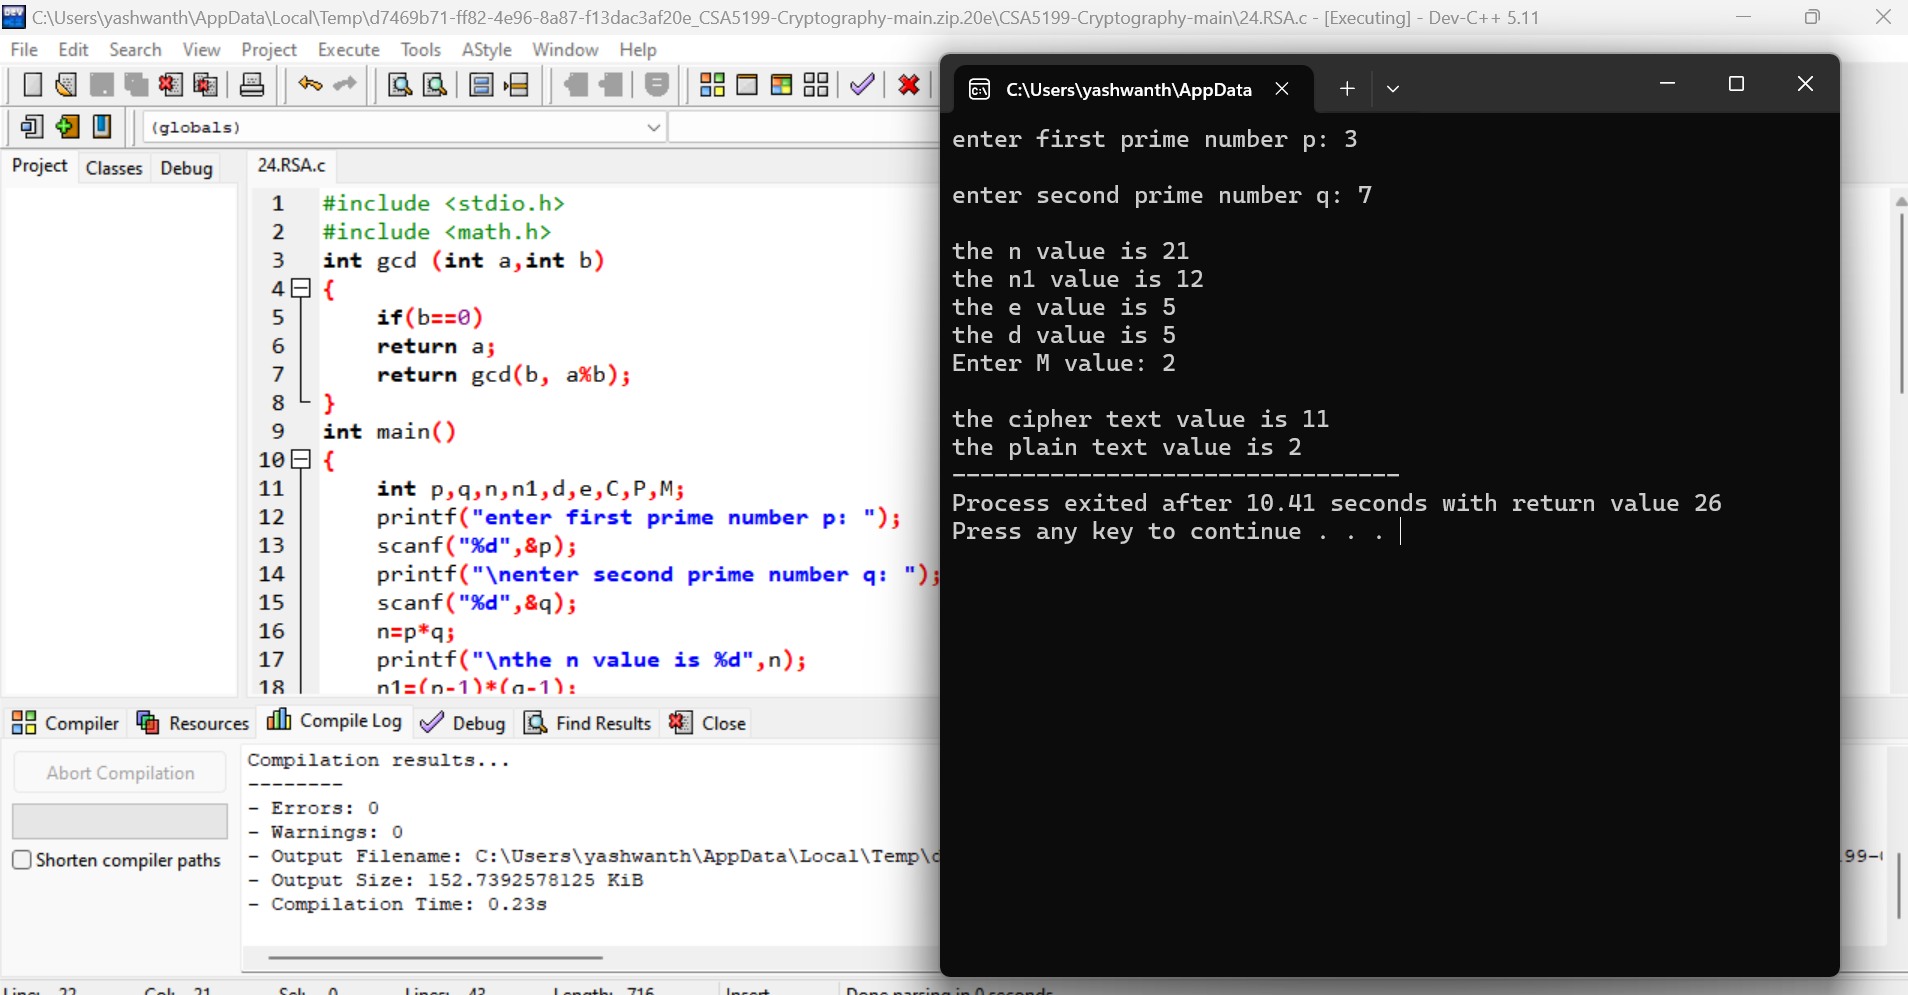 C:\Users\yashwanth\AppData\Local\Temp\d7469b71-ff82-4e96-8a87-f13dac3af20e_CSA5199-Cryptography-main.zip.20e\CSA5199-Cryptography-main\24.RSA.c - [Executing] - Dev-C++ 5.11
File Edit Search View Project Execute Tools AStyle Window Help
(globals)
Project Classes Debug
24.RSA.c
1 #include <stdio.h>
2 #include <math.h>
3 int gcd (int a,int b)
4 {
5 if(b==0)
6 return a;
7 return gcd(b, a%b);
8 }
9 int main()
10 {
11 int p,q,n,n1,d,e,C,P,M;
12 printf("enter first prime number p: ");
13 scanf("%d",&p);
14 printf("\nenter second prime number q: ");
15 scanf("%d",&q);
16 n=p*q;
17 printf("\nthe n value is %d",n);
18 n1=(p-1)*(q-1);
C:\Users\yashwanth\AppData
enter first prime number p: 3
enter second prime number q: 7
the n value is 21
the n1 value is 12
the e value is 5
the d value is 5
Enter M value: 2
the cipher text value is 11
the plain text value is 2
--------------------------------
Process exited after 10.41 seconds with return value 26
Press any key to continue . . .
Compiler Resources Compile Log Debug Find Results Close
Abort Compilation
Shorten compiler paths
Compilation results...
--------
- Errors: 0
- Warnings: 0
- Output Filename: C:\Users\yashwanth\AppData\Local\Temp\d
99-
- Output Size: 152.7392578125 KiB
- Compilation Time: 0.23s
Line: 22 Col: 21 Sel: 0 Lines: 43 Length: 716 Insert Done parsing in 0 seconds